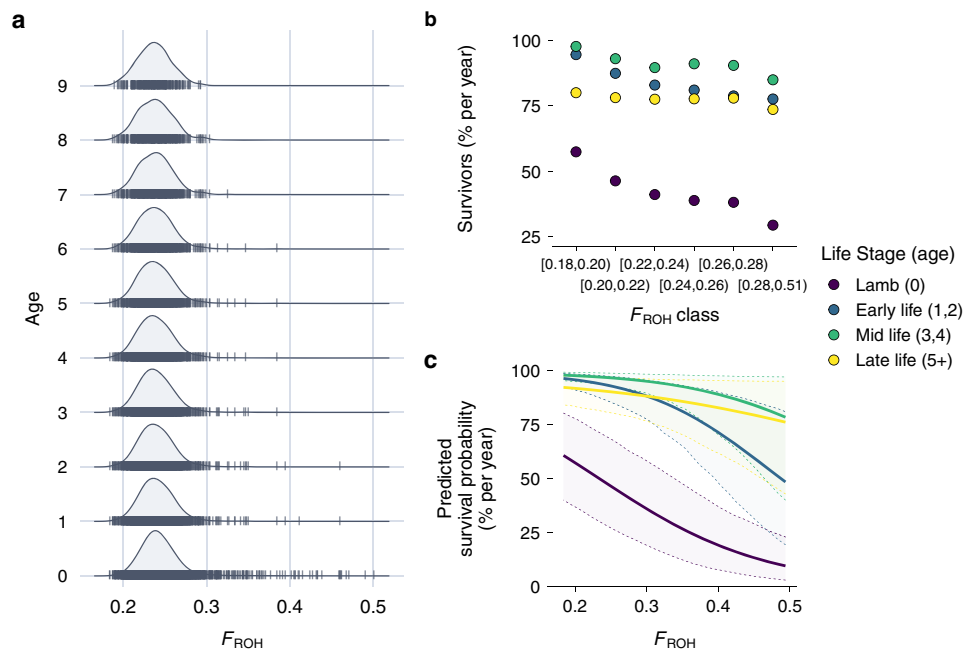 a
9
8
7
6
5
4
3
2
1
0
Age
0.2 0.3 0.4 0.5
FROH
b
Survivors (% per year)
100
75
50
25
[0.18,0.20) [0.22,0.24) [0.26,0.28)
[0.20,0.22) [0.24,0.26) [0.28,0.51)
FROH class
Life Stage (age)
Lamb (0)
Early life (1,2)
Mid life (3,4)
Late life (5+)
c
Predicted
survival probability
(% per year)
100
75
50
25
0
0.2 0.3 0.4 0.5
FROH